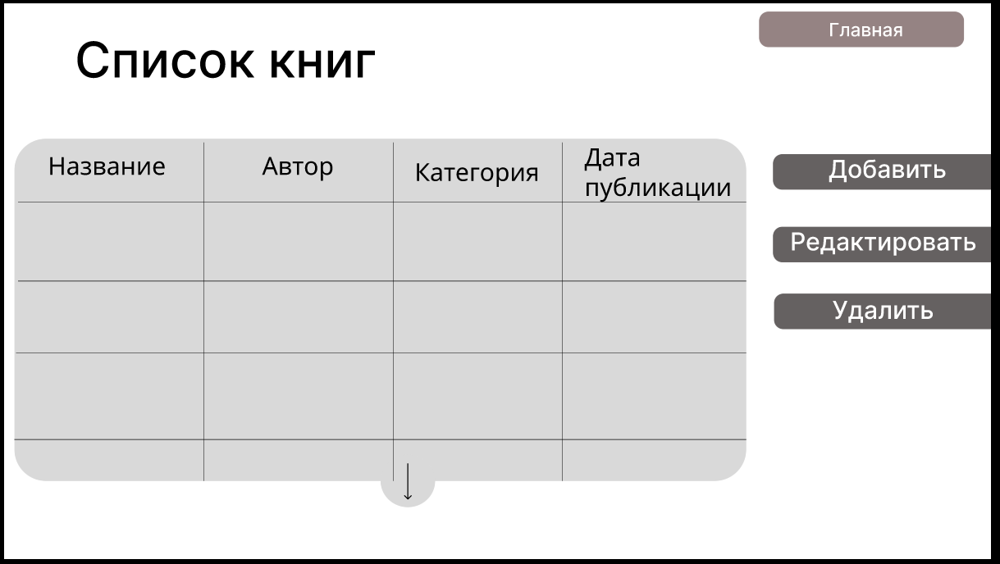 Главная
Список книг
Название
Автор
Категория
Дата
публикации
Добавить
Редактировать
Удалить